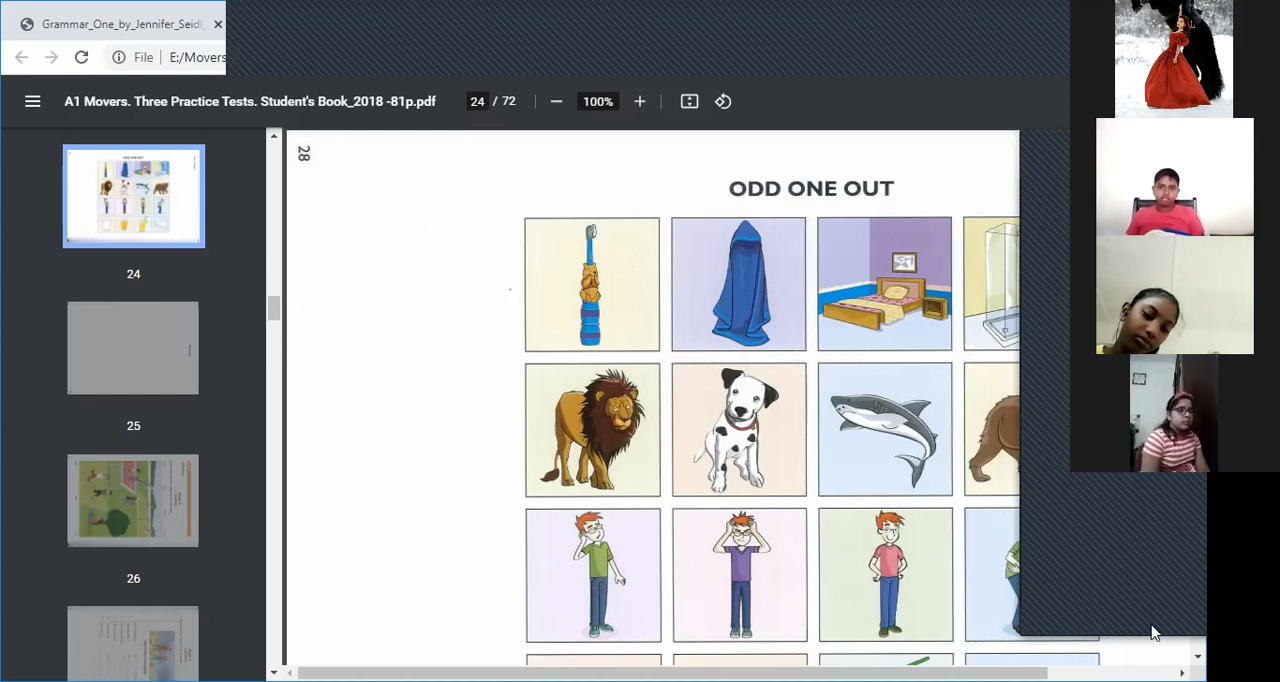 Grammar_One_by_Jennifer_Seidl_
File
E:/Movers
A1 Movers. Three Practice Tests. Student's Book_2018 -81p.pdf
24 / 72
100%
28
ODD ONE OUT
24
25
26